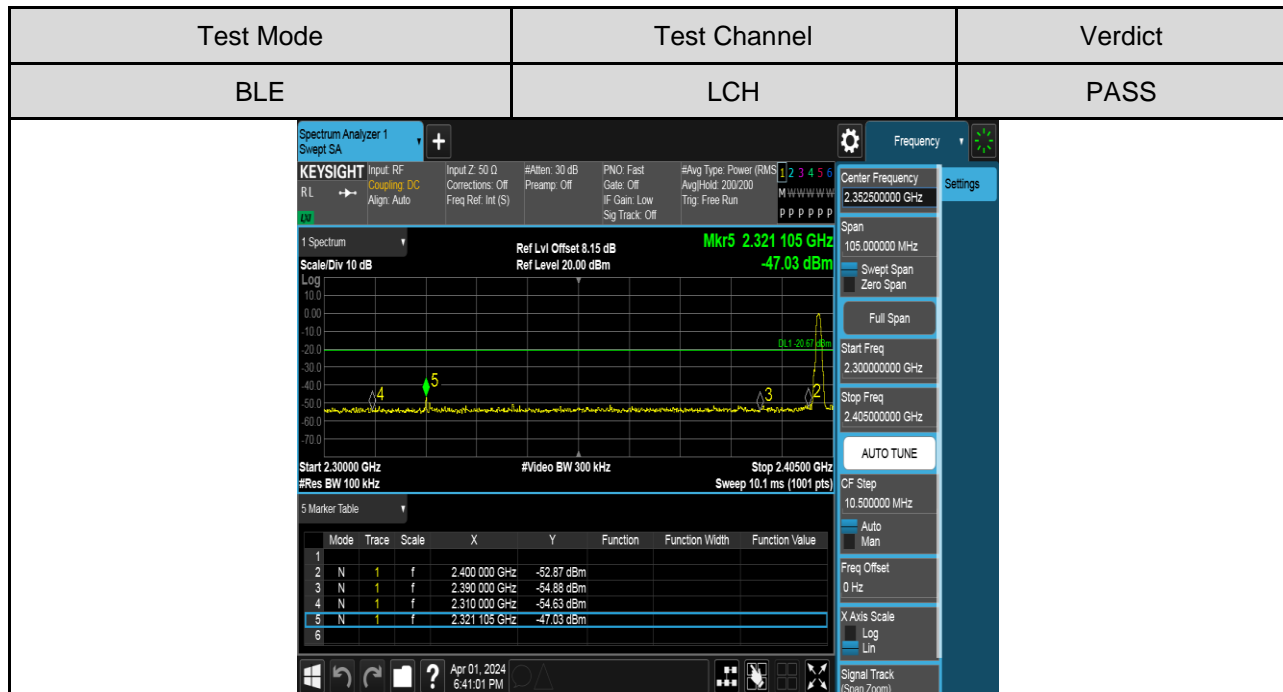 Test Mode Test Channel Verdict
BLE LCH PASS
Spectrum Analyzer 1
Swept SA
+
Frequency
KEYSIGHT Input: RF Input Z: 50 Ω #Atten: 30 dB PNO: Fast #Avg Type: Power (RMS 1 2 3 4 5 6
RL Coupling: DC Corrections: Off Preamp: Off Gate: Off Avg|Hold: 200/200 M W W W W W
Align: Auto Freq Ref: Int (S) IF Gain: Low Trig: Free Run
Sig Track: Off P P P P P P
LXI
1 Spectrum Ref Lvl Offset 8.15 dB Mkr5 2.321 105 GHz
Scale/Div 10 dB Ref Level 20.00 dBm -47.03 dBm
Log
10.0
0.00
-10.0
-20.0 DL1 -20.67 dBm
-30.0
-40.0
-50.0
-60.0
-70.0
4 5 3 2
Start 2.30000 GHz #Video BW 300 kHz Stop 2.40500 GHz
#Res BW 100 kHz Sweep 10.1 ms (1001 pts)
5 Marker Table
Mode Trace Scale X Y Function Function Width Function Value
1
2 N 1 f 2.400 000 GHz -52.87 dBm
3 N 1 f 2.390 000 GHz -54.88 dBm
4 N 1 f 2.310 000 GHz -54.63 dBm
5 N 1 f 2.321 105 GHz -47.03 dBm
6
?
Apr 01, 2024
6:41:01 PM
Center Frequency
2.352500000 GHz
Settings
Span
105.000000 MHz
Swept Span
Zero Span
Full Span
Start Freq
2.300000000 GHz
Stop Freq
2.405000000 GHz
AUTO TUNE
CF Step
10.500000 MHz
Auto
Man
Freq Offset
0 Hz
X Axis Scale
Log
Lin
Signal Track
(Span Zoom)